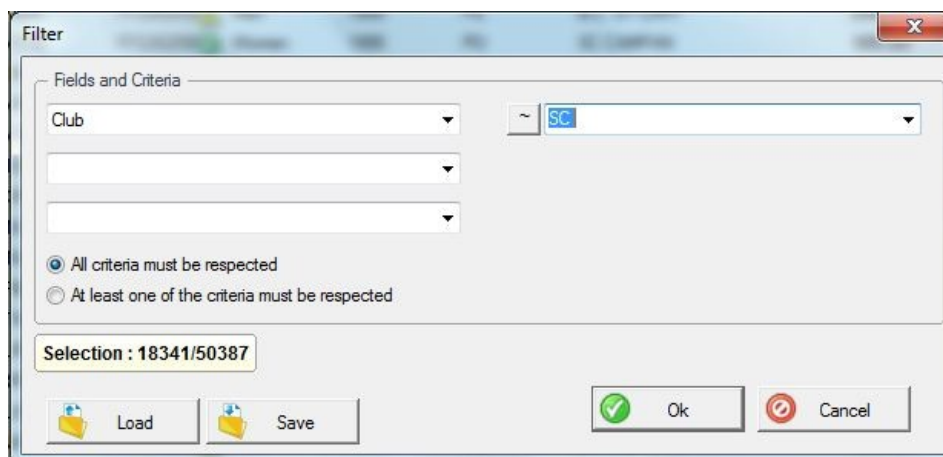 Filter
Fields and Criteria
Club
~ SC
All criteria must be respected
At least one of the criteria must be respected
Selection : 18341/50387
Load Save Ok Cancel